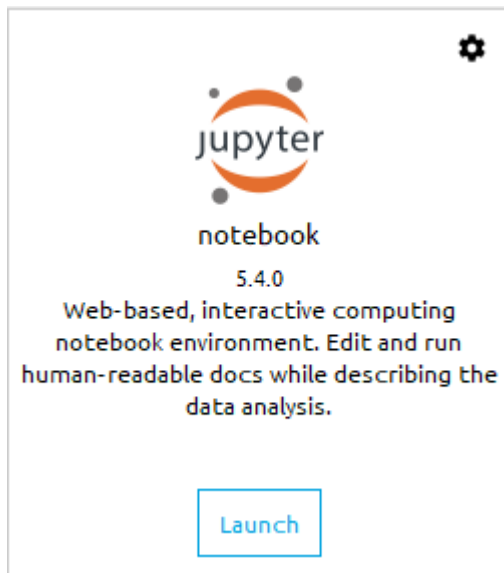 jupyter
notebook
5.4.0
Web-based, interactive computing
notebook environment. Edit and run
human-readable docs while describing the
data analysis.
Launch